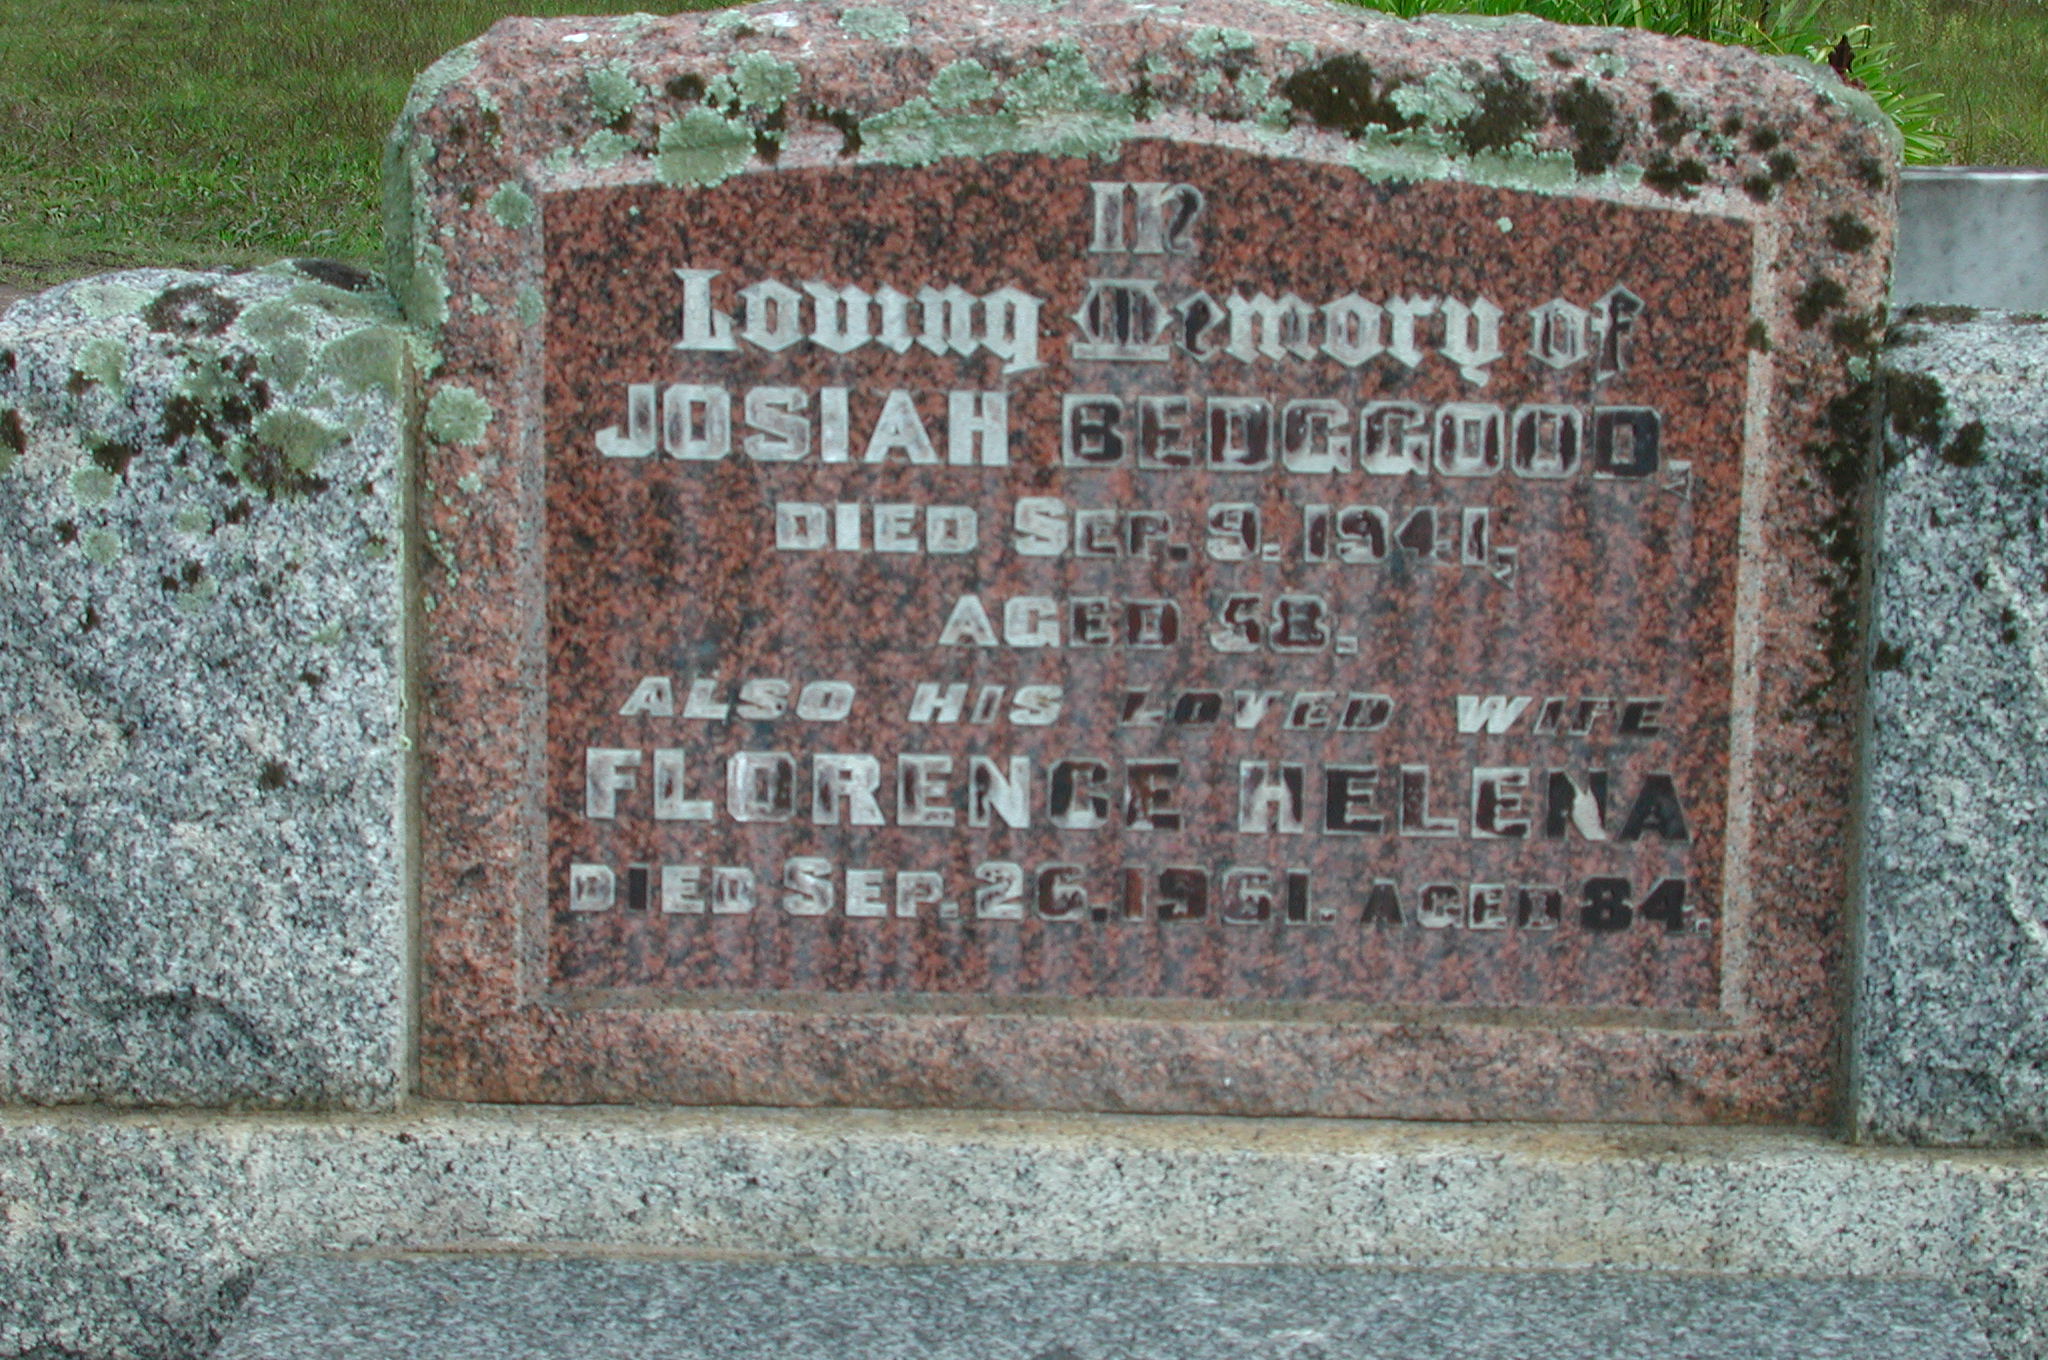 In
Loving Memory of
JOSIAH BEDGGOOD,
DIED SEP. 9. 1941,
AGED 58.
ALSO HIS LOVED WIFE
FLORENCE HELENA
DIED SEP. 26. 1961. AGED 84.